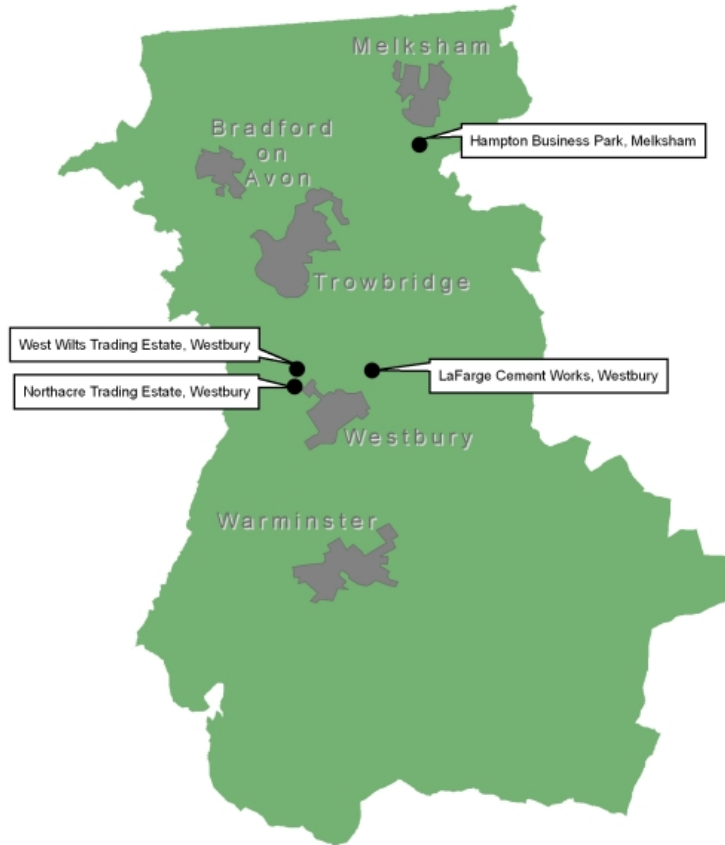 Melksham
Hampton Business Park, Melksham
Bradford
on
Avon
Trowbridge
West Wilts Trading Estate, Westbury
Northacre Trading Estate, Westbury
LaFarge Cement Works, Westbury
Westbury
Warminster